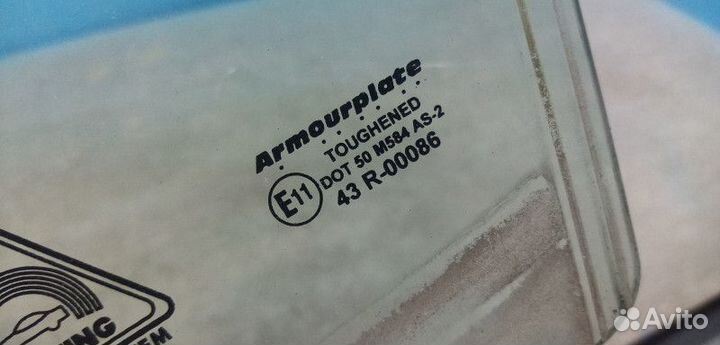 Armourplate
TOUGHENED
DOT 50 M584 AS-2
E11
43 R-00086
Avito